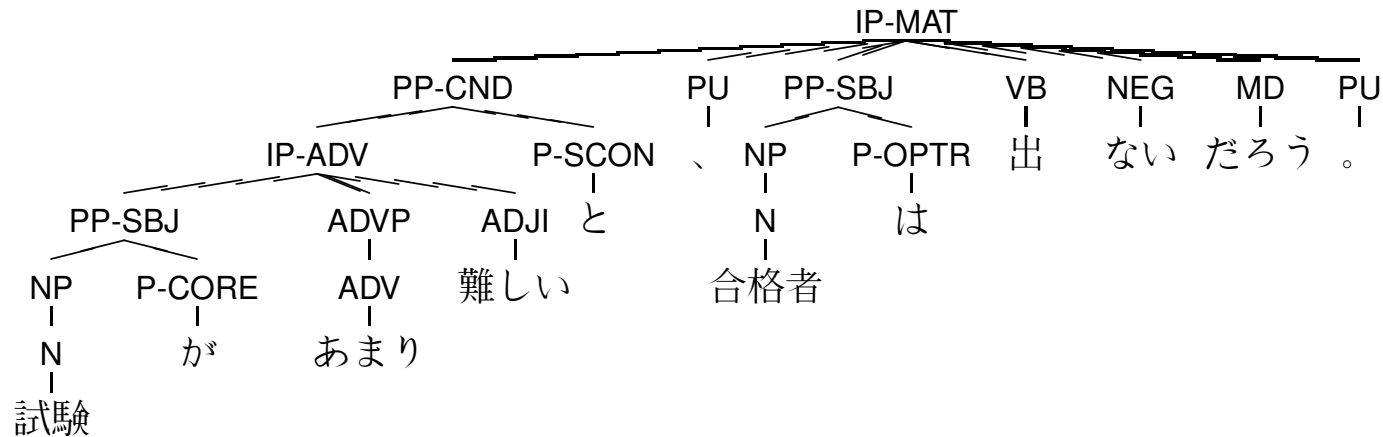 IP-MAT
PP-CND PU PP-SBJ VB NEG MD PU
IP-ADV P-SCON 、 NP P-OPTR 出 ない だろう 。
PP-SBJ ADVP ADJI と N は
NP P-CORE ADV 難しい 合格者
N が あまり
試験